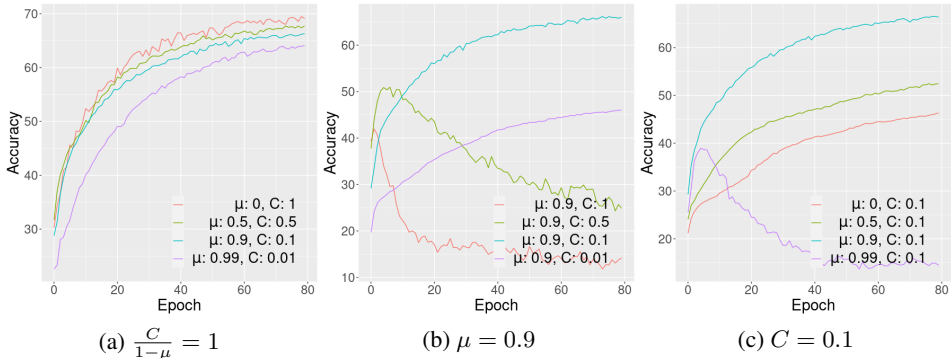 70
60
50
40
30
Accuracy
0
20
40
60
80
Epoch
μ: 0, C: 1
μ: 0.5, C: 0.5
μ: 0.9, C: 0.1
μ: 0.99, C: 0.01
(a) C/(1−μ) = 1
60
50
40
30
20
10
Accuracy
0
20
40
60
80
Epoch
μ: 0.9, C: 1
μ: 0.9, C: 0.5
μ: 0.9, C: 0.1
μ: 0.9, C: 0.01
(b) μ = 0.9
60
50
40
30
20
Accuracy
0
20
40
60
80
Epoch
μ: 0, C: 0.1
μ: 0.5, C: 0.1
μ: 0.9, C: 0.1
μ: 0.99, C: 0.1
(c) C = 0.1